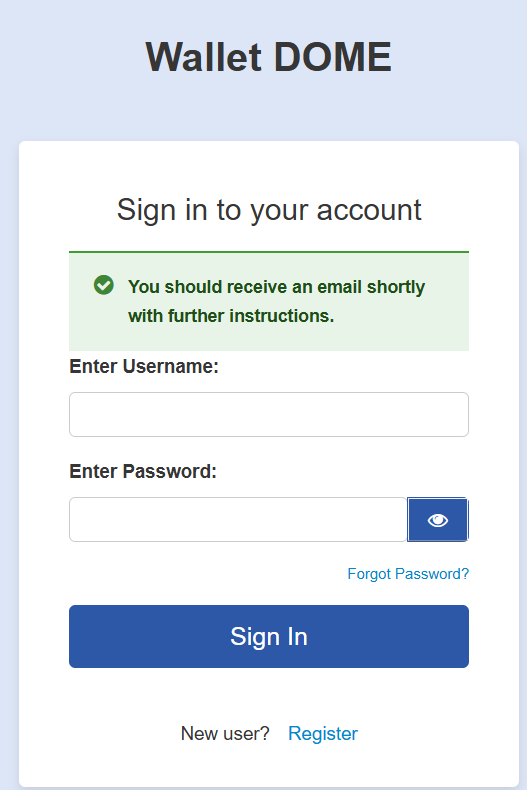 Wallet DOME
Sign in to your account
You should receive an email shortly
with further instructions.
Enter Username:
Enter Password:
Forgot Password?
Sign In
New user? Register